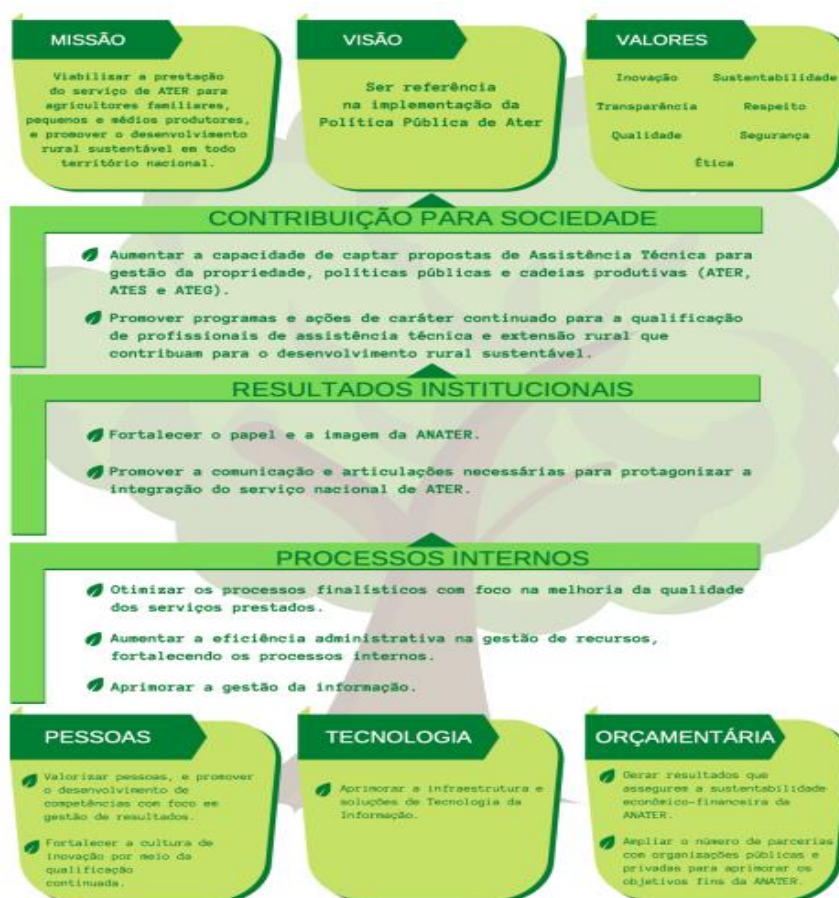 MISSÃO
Viabilizar a prestação
do serviço de ATER para
agricultores familiares,
pequenos e médios produtores,
e promover o desenvolvimento
rural sustentável em todo
território nacional.
VISÃO
Ser referência
na implementação da
Política Pública de Ater
VALORES
Inovação Sustentabilidade
Transparência Respeito
Qualidade Segurança
Ética
CONTRIBUIÇÃO PARA SOCIEDADE
Aumentar a capacidade de captar propostas de Assistência Técnica para
gestão da propriedade, políticas públicas e cadeias produtivas (ATER,
ATES e ATEG).
Promover programas e ações de caráter continuado para a qualificação
de profissionais de assistência técnica e extensão rural que
contribuam para o desenvolvimento rural sustentável.
RESULTADOS INSTITUCIONAIS
Fortalecer o papel e a imagem da ANATER.
Promover a comunicação e articulações necessárias para protagonizar a
integração do serviço nacional de ATER.
PROCESSOS INTERNOS
Otimizar os processos finalísticos com foco na melhoria da qualidade
dos serviços prestados.
Aumentar a eficiência administrativa na gestão de recursos,
fortalecendo os processos internos.
Aprimorar a gestão da informação.
PESSOAS
Valorizar pessoas, e promover
o desenvolvimento de
competências com foco em
gestão de resultados.
Fortalecer a cultura de
inovação por meio da
qualificação
continuada.
TECNOLOGIA
Aprimorar a infraestrutura e
soluções de Tecnologia da
Informação.
ORÇAMENTÁRIA
Gerar resultados que
assegurem a sustentabilidade
econômico-financeira da
ANATER.
Ampliar o número de parcerias
com organizações públicas e
privadas para aprimorar os
objetivos fins da ANATER.